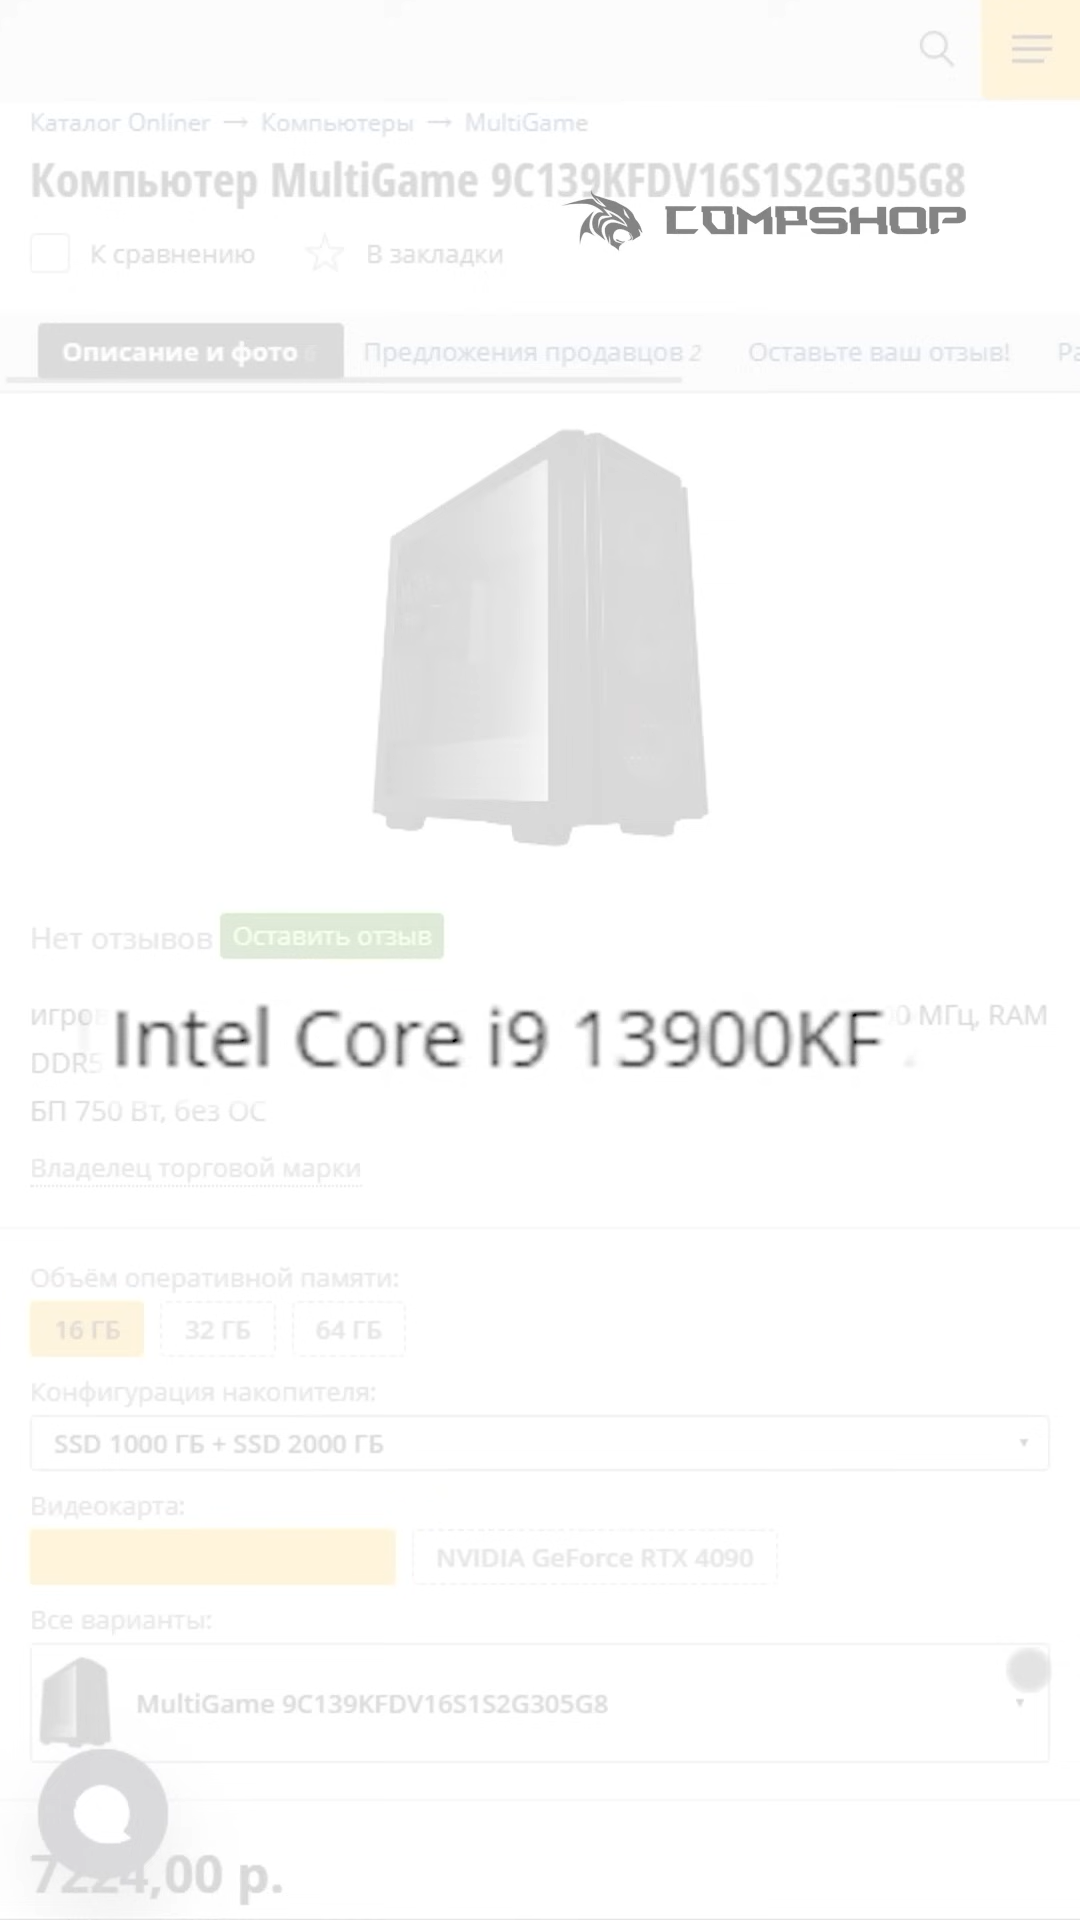 Каталог Onliner → Компьютеры → MultiGame
Компьютер MultiGame 9C139KFDV16S1S2G305G8
COMPSHOP
К сравнению
В закладки
Описание и фото 6
Предложения продавцов 2
Оставьте ваш отзыв!
Нет отзывов
Оставить отзыв
МГц, RAM
Intel Core i9 13900KF
DDR5
БП 750 Вт, без ОС
Владелец торговой марки
Объём оперативной памяти:
16 ГБ
32 ГБ
64 ГБ
Конфигурация накопителя:
SSD 1000 ГБ + SSD 2000 ГБ
Видеокарта:
NVIDIA GeForce RTX 4090
Все варианты:
MultiGame 9C139KFDV16S1S2G305G8
7224,00 р.